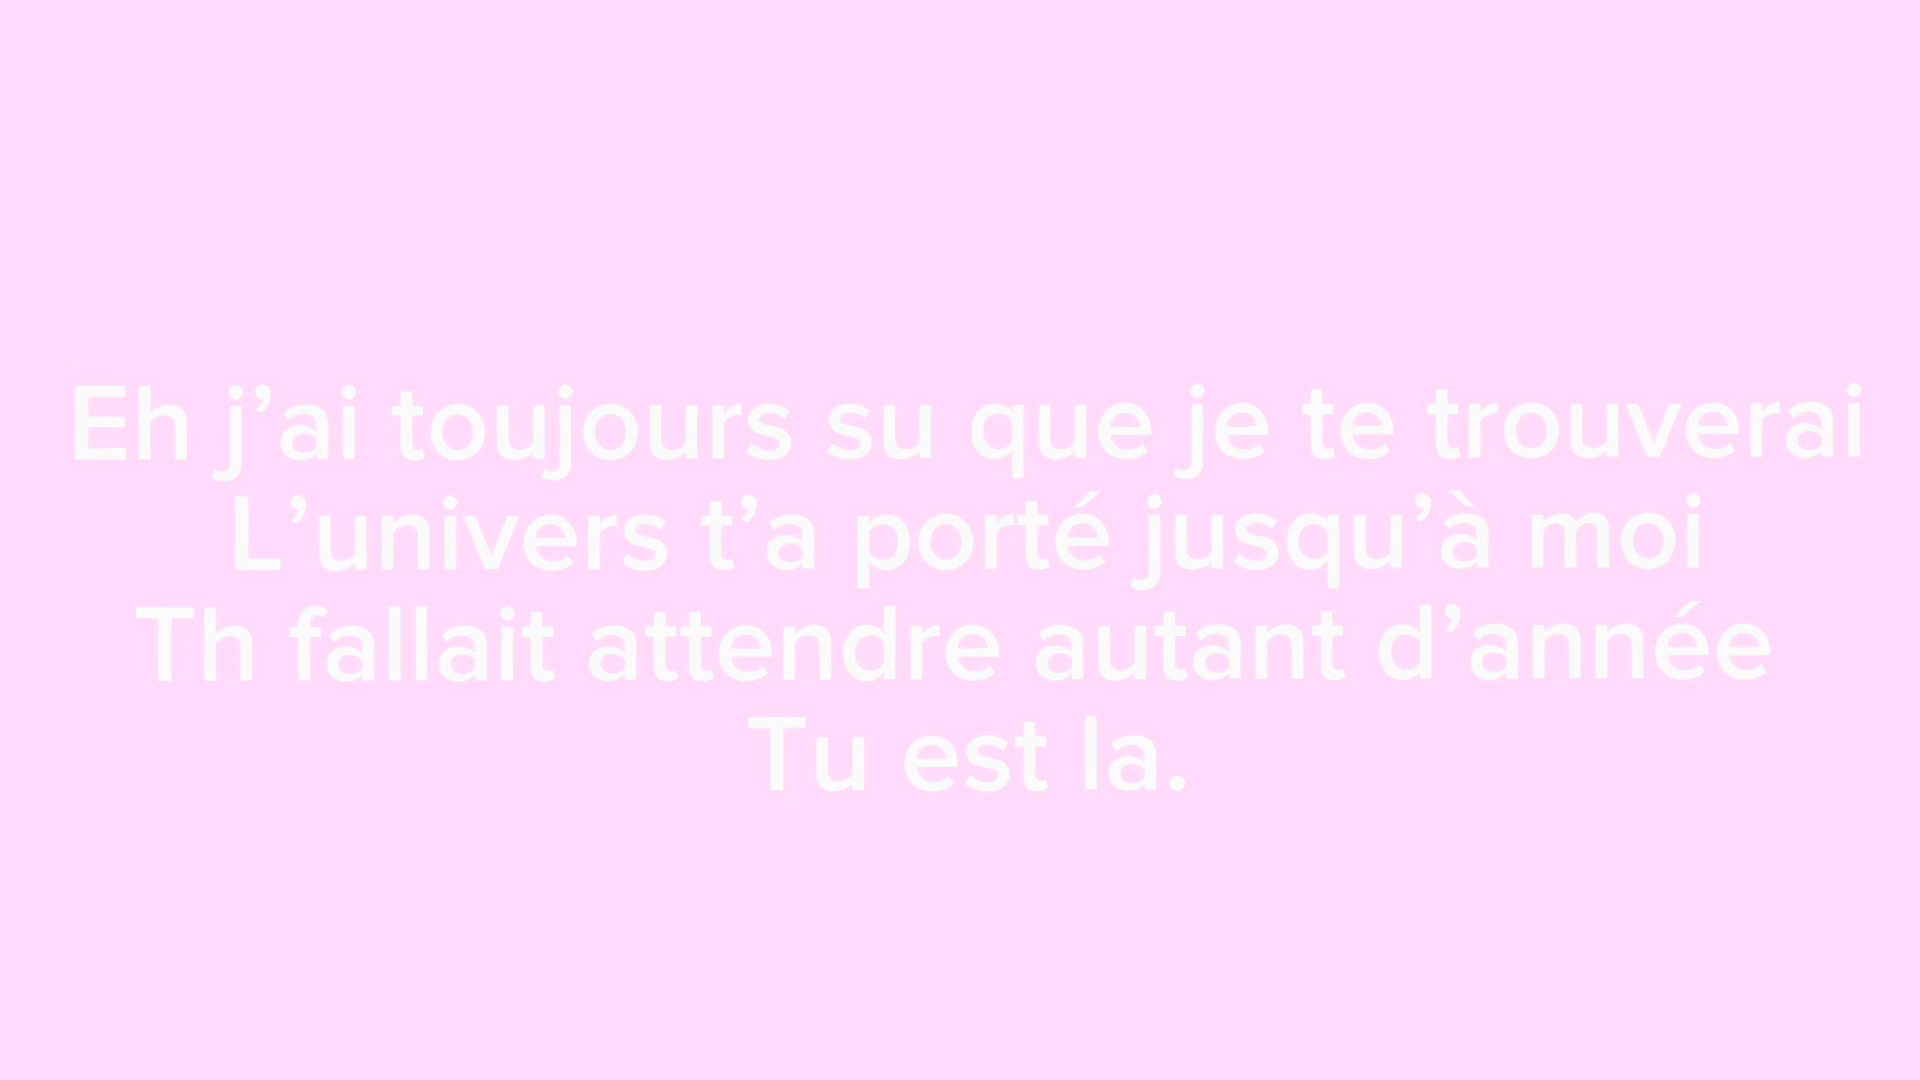 Eh j’ai toujours su que je te trouverai
L’univers t’a porté jusqu’à moi
Th fallait attendre autant d’année
Tu est la.